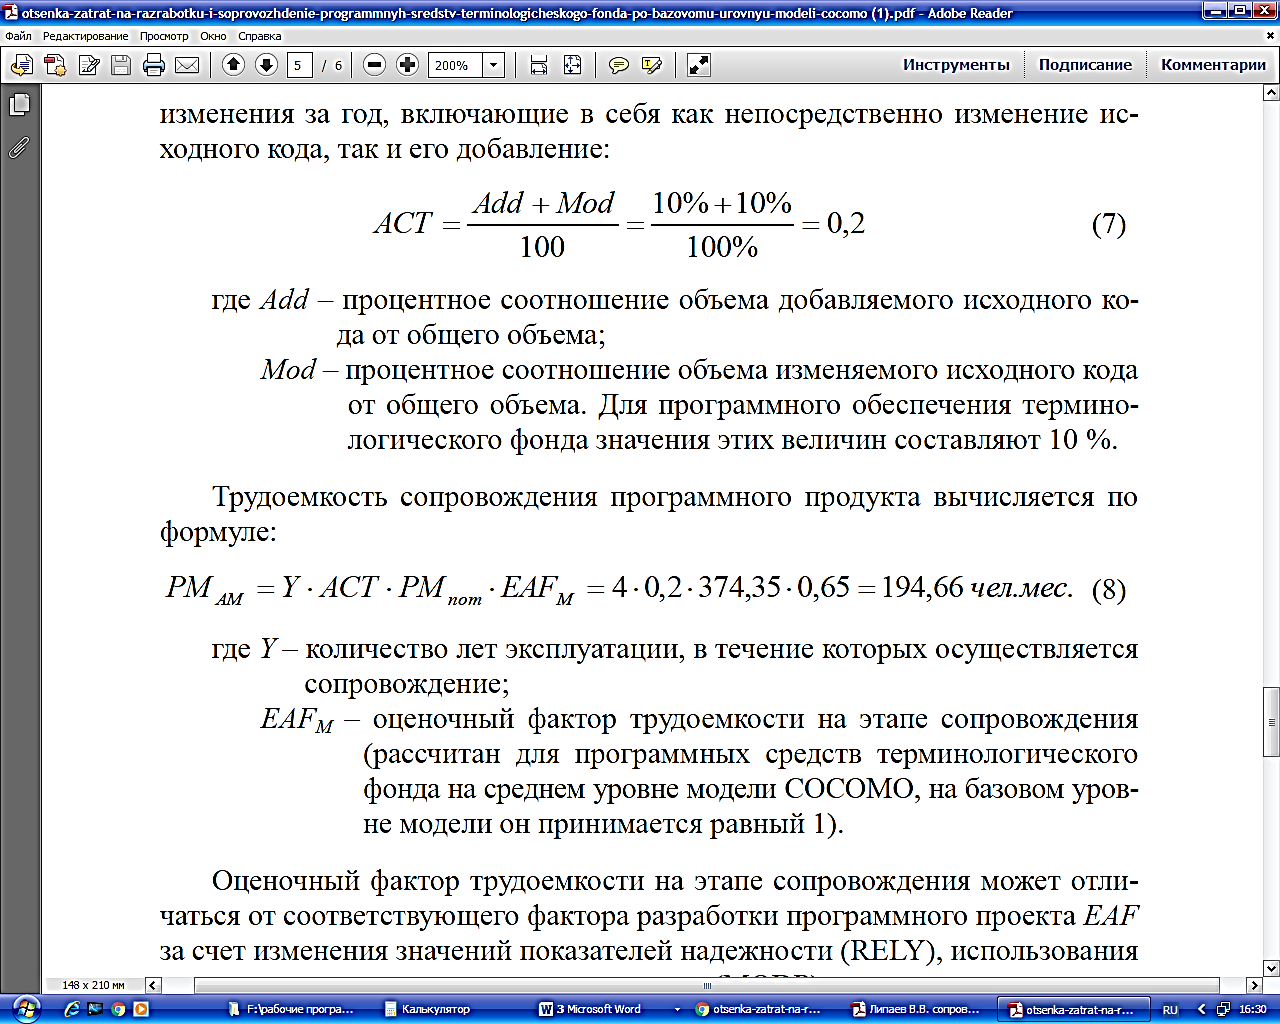 otsenka-zatrat-na-razrabotku-i-soprovozhdenie-programmnyh-sredstv-terminologicheskogo-fonda-po-bazovomu-urovnyu-modeli-cocomo (1).pdf - Adobe Reader
Файл Редактирование Просмотр Окно Справка
5 / 6 200% Инструменты Подписание Комментарии
изменения за год, включающие в себя как непосредственно изменение ис-
ходного кода, так и его добавление:
ACT = (Add + Mod)/100 = (10% + 10%)/100% = 0,2 (7)
где Add – процентное соотношение объема добавляемого исходного ко-
да от общего объема;
Mod – процентное соотношение объема изменяемого исходного кода
от общего объема. Для программного обеспечения термино-
логического фонда значения этих величин составляют 10 %.
Трудоемкость сопровождения программного продукта вычисляется по
формуле:
PM AM = Y · ACT · PM пот · EAF M = 4 · 0,2 · 374,35 · 0,65 = 194,66 чел.мес. (8)
где Y – количество лет эксплуатации, в течение которых осуществляется
сопровождение;
EAF M – оценочный фактор трудоемкости на этапе сопровождения
(рассчитан для программных средств терминологического
фонда на среднем уровне модели COCOMO, на базовом уров-
не модели он принимается равный 1).
Оценочный фактор трудоемкости на этапе сопровождения может отли-
чаться от соответствующего фактора разработки программного проекта EAF
за счет изменения значений показателей надежности (RELY), использования
148 x 210 мм
F:\рабочие програ... Калькулятор 3 Microsoft Word otsenka-zatrat-na-r... Липаев В.В. сопров... otsenka-zatrat-na-r... RU 16:30